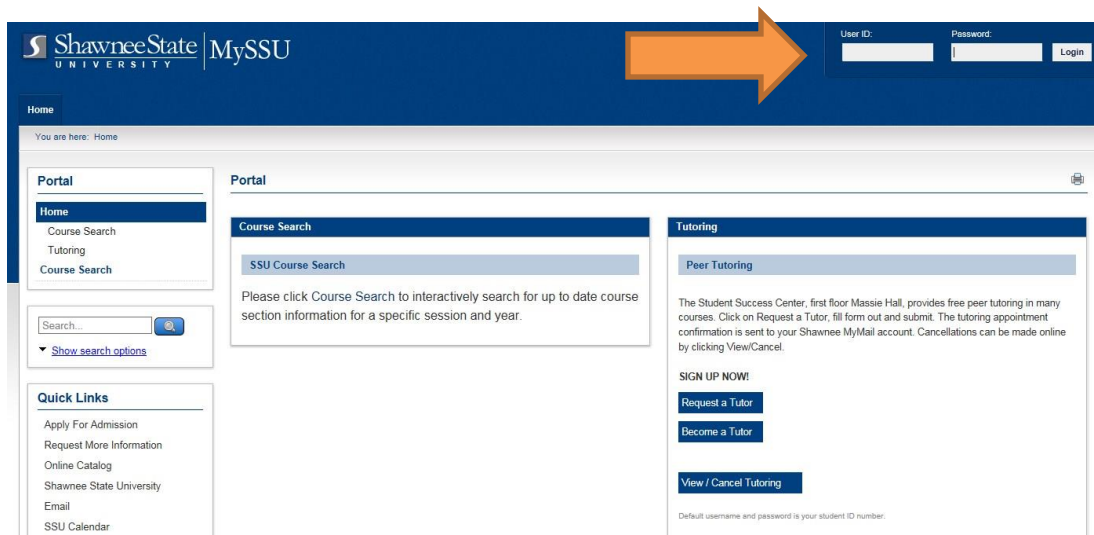 ShawneeState
UNIVERSITY
MySSU
User ID:
Password:
Login
Home
You are here: Home
Portal
Home
Course Search
Tutoring
Course Search
Search...
Show search options
Quick Links
Apply For Admission
Request More Information
Online Catalog
Shawnee State University
Email
SSU Calendar
Portal
Course Search
SSU Course Search
Please click Course Search to interactively search for up to date course
section information for a specific session and year.
Tutoring
Peer Tutoring
The Student Success Center, first floor Massie Hall, provides free peer tutoring in many
courses. Click on Request a Tutor, fill form out and submit. The tutoring appointment
confirmation is sent to your Shawnee MyMail account. Cancellations can be made online
by clicking View/Cancel.
SIGN UP NOW!
Request a Tutor
Become a Tutor
View / Cancel Tutoring
Default username and password is your student ID number.